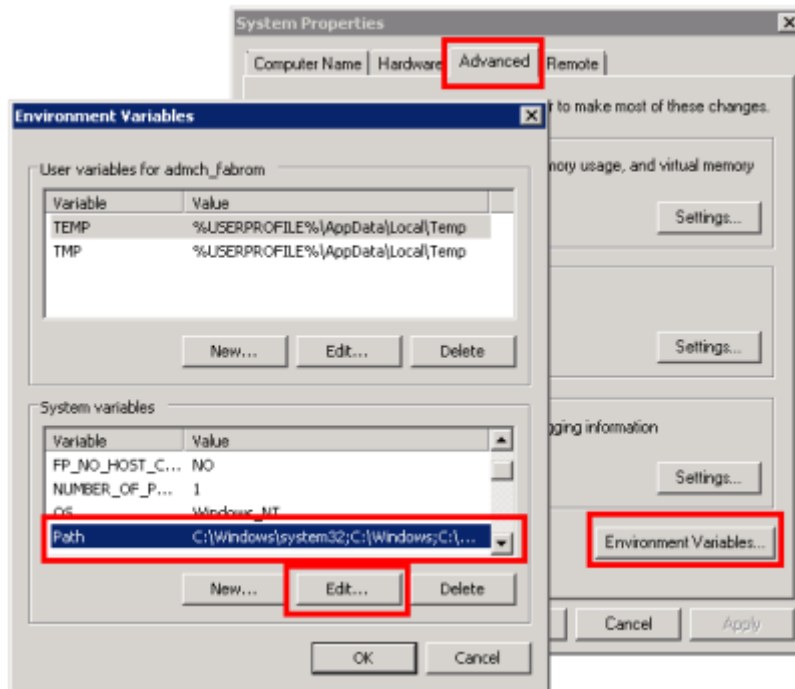 System Properties
Computer Name Hardware Advanced Remote
r to make most of these changes.
mory usage, and virtual memory
Settings...
Settings...
gging information
Settings...
Environment Variables...
Cancel Apply
Environment Variables
User variables for admch_fabrom
Variable Value
TEMP %USERPROFILE%\AppData\Local\Temp
TMP %USERPROFILE%\AppData\Local\Temp
New... Edit... Delete
System variables
Variable Value
FP_NO_HOST_C... NO
NUMBER_OF_P... 1
OS Windows_NT
Path C:\Windows\system32;C:\Windows;C:\...
New... Edit... Delete
OK Cancel